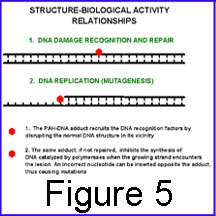 STRUCTURE-BIOLOGICAL ACTIVITY
RELATIONSHIPS
1. DNA DAMAGE RECOGNITION AND REPAIR
2. DNA REPLICATION (MUTAGENESIS)
1. The PAH-DNA adduct recruits the DNA recognition factors by
disrupting the normal DNA structure in its vicinity
2. The same adduct, if not repaired, inhibits the synthesis of
DNA catalyzed by polymerases when the growing strand encounters
the lesion. An incorrect nucleotide can be inserted opposite the adduct,
thus causing mutations
Figure 5